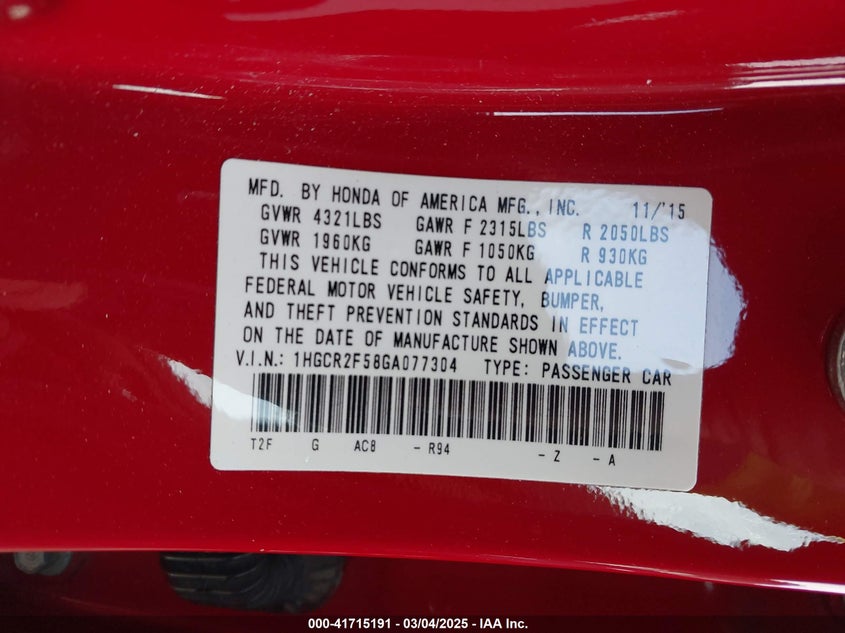 MFD. BY HONDA OF AMERICA MFG., INC. 11/'15
GVWR 4321LBS GAWR F 2315LBS R 2050LBS
GVWR 1960KG GAWR F 1050KG R 930KG
THIS VEHICLE CONFORMS TO ALL APPLICABLE
FEDERAL MOTOR VEHICLE SAFETY, BUMPER,
AND THEFT PREVENTION STANDARDS IN EFFECT
ON THE DATE OF MANUFACTURE SHOWN ABOVE.
V.I.N.: 1HGCR2F58GA077304 TYPE: PASSENGER CAR
T2F G AC8 - R94 - Z - A
000-41715191 - 03/04/2025 - IAA Inc.